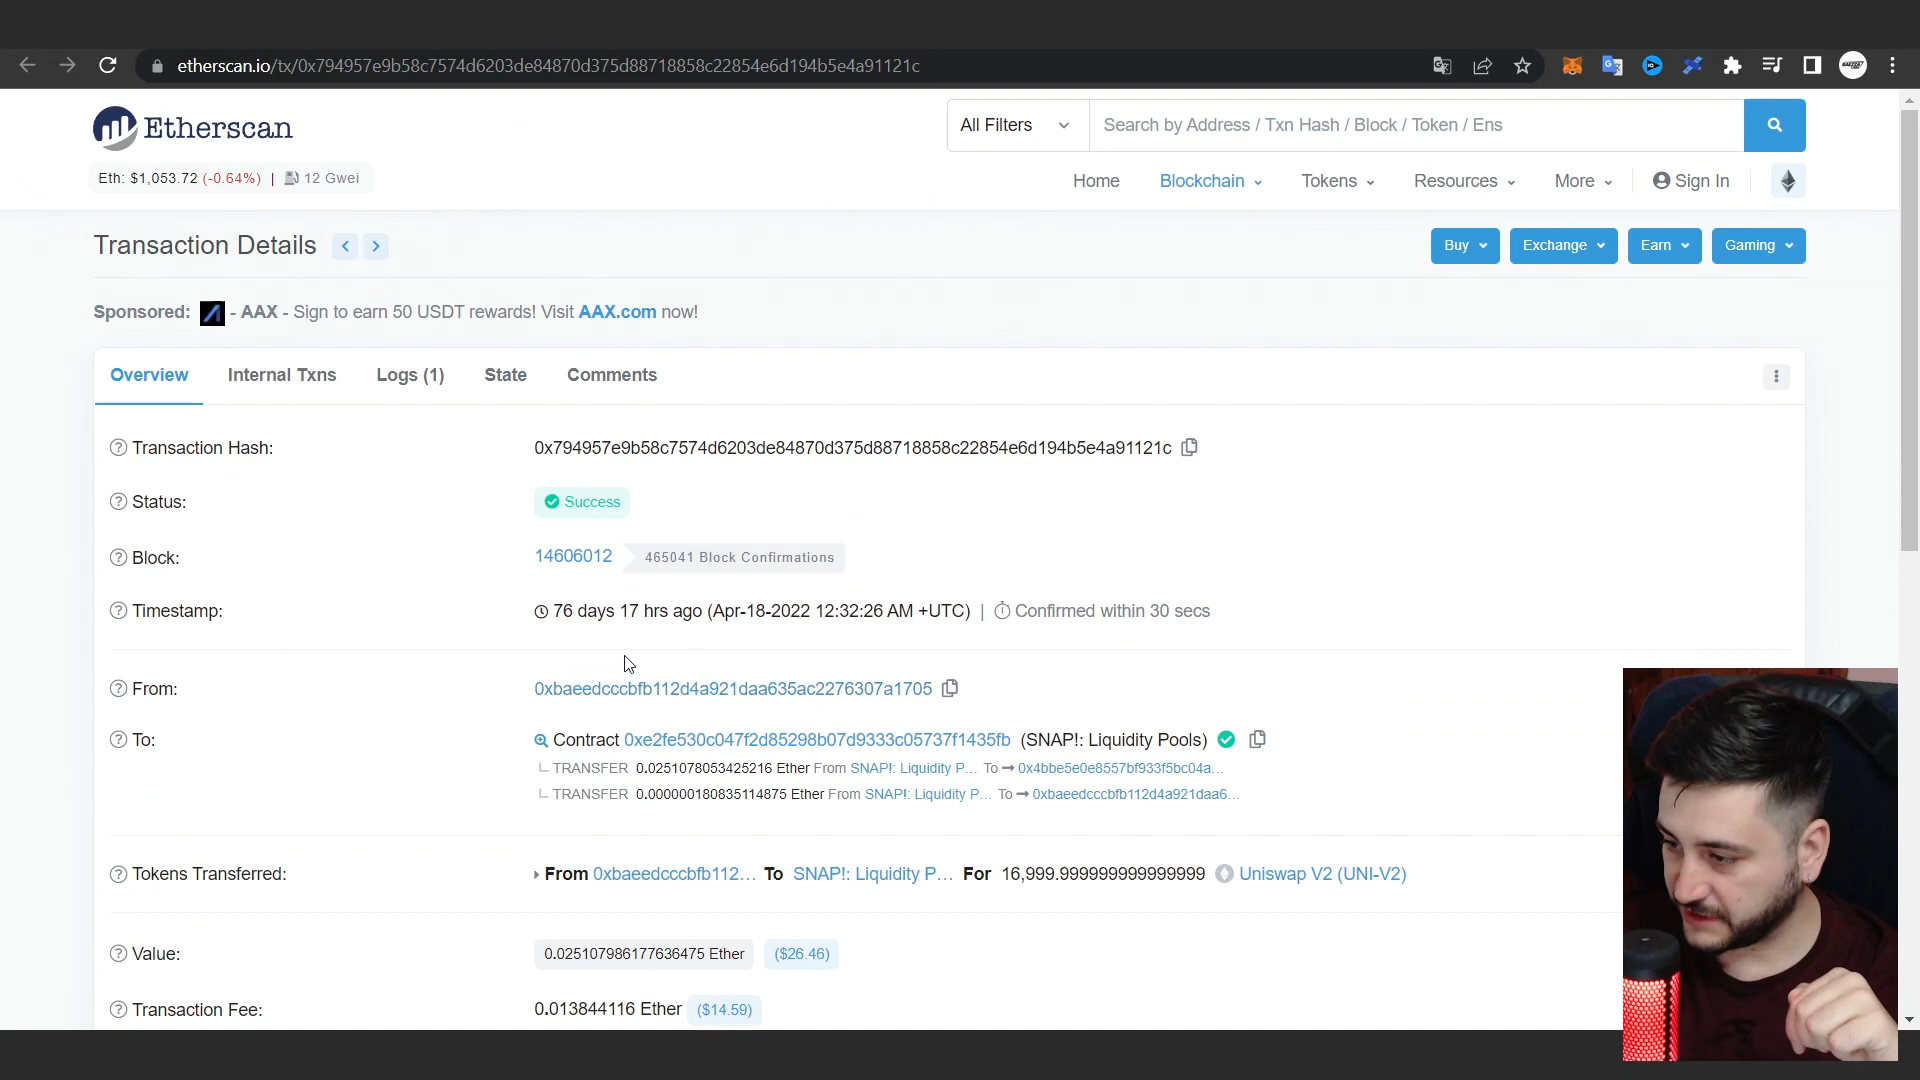 etherscan.io/tx/0x794957e9b58c7574d6203de84870d375d88718858c22854e6d194b5e4a91121c
Etherscan
All Filters
Search by Address / Txn Hash / Block / Token / Ens
Eth: $1,053.72 (-0.64%) | 12 Gwei
Home Blockchain Tokens Resources More Sign In
Transaction Details
Buy Exchange Earn Gaming
Sponsored: - AAX - Sign to earn 50 USDT rewards! Visit AAX.com now!
Overview Internal Txns Logs (1) State Comments
Transaction Hash: 0x794957e9b58c7574d6203de84870d375d88718858c22854e6d194b5e4a91121c
Status: Success
Block: 14606012 465041 Block Confirmations
Timestamp: 76 days 17 hrs ago (Apr-18-2022 12:32:26 AM +UTC) | Confirmed within 30 secs
From: 0xbaeedcccbfb112d4a921daa635ac2276307a1705
To: Contract 0xe2fe530c047f2d85298b07d9333c05737f1435fb (SNAP!: Liquidity Pools)
TRANSFER 0.0251078053425216 Ether From SNAP!: Liquidity P... To 0x4bbe5e0e8557bf933f5bc04a...
TRANSFER 0.000000180835114875 Ether From SNAP!: Liquidity P... To 0xbaeedcccbfb112d4a921daa6...
Tokens Transferred: From 0xbaeedcccbfb112... To SNAP!: Liquidity P... For 16,999.999999999999999 Uniswap V2 (UNI-V2)
Value: 0.025107986177636475 Ether ($26.46)
Transaction Fee: 0.013844116 Ether ($14.59)